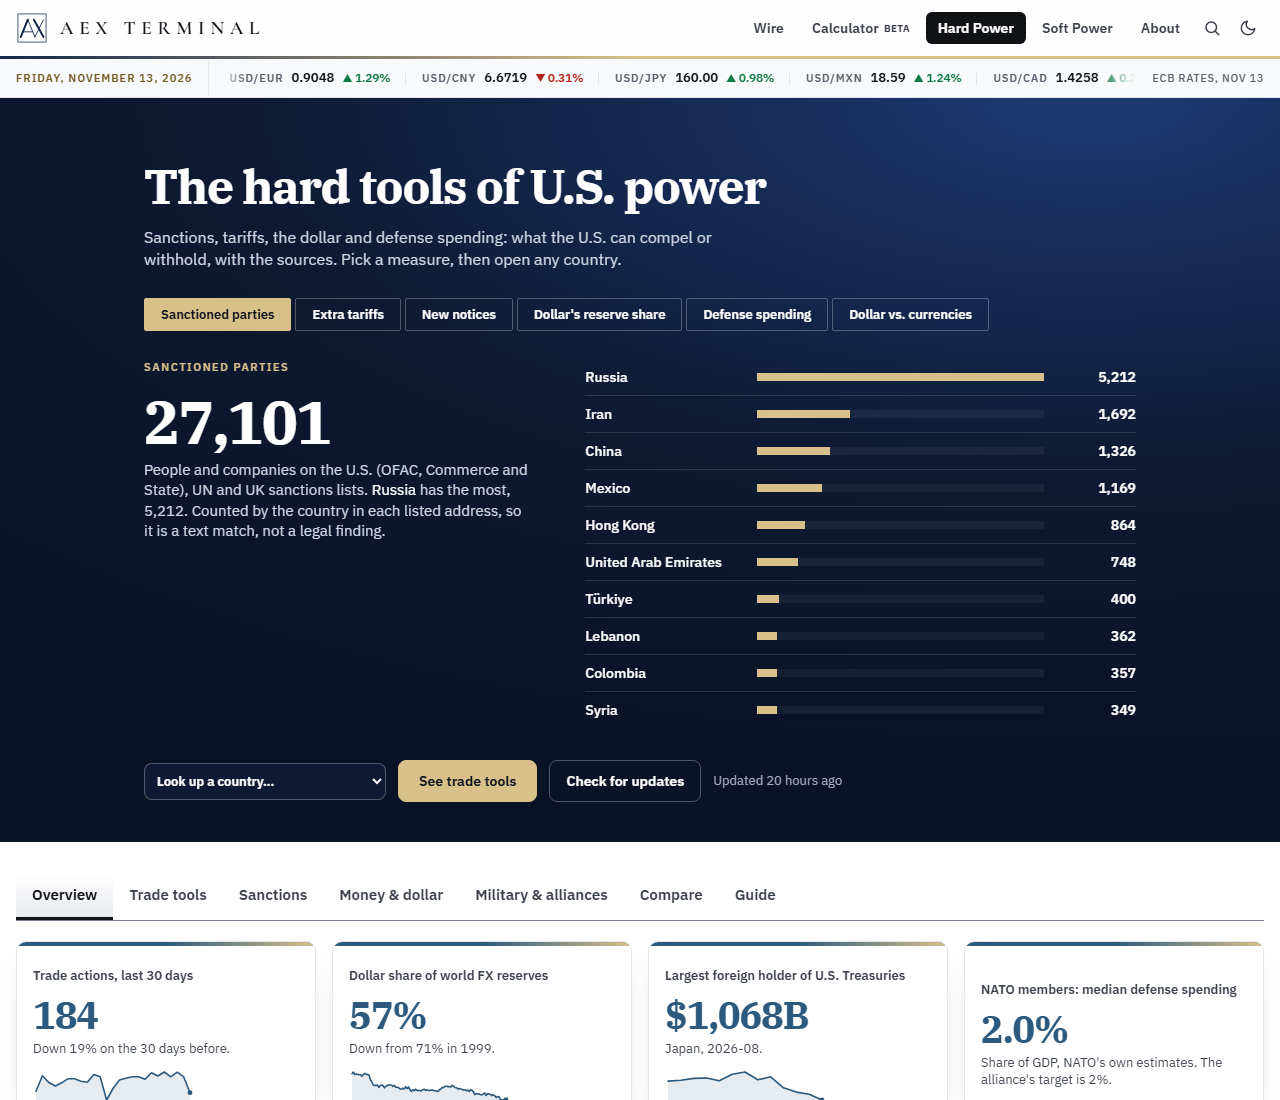 AEX TERMINAL
Wire
Calculator BETA
Hard Power
Soft Power
About
FRIDAY, NOVEMBER 13, 2026
USD/EUR 0.9048 ▲1.29%
USD/CNY 6.6719 ▼0.31%
USD/JPY 160.00 ▲0.98%
USD/MXN 18.59 ▲1.24%
USD/CAD 1.4258 ▲
ECB RATES, NOV 13
The hard tools of U.S. power
Sanctions, tariffs, the dollar and defense spending: what the U.S. can compel or
withhold, with the sources. Pick a measure, then open any country.
Sanctioned parties
Extra tariffs
New notices
Dollar's reserve share
Defense spending
Dollar vs. currencies
SANCTIONED PARTIES
27,101
People and companies on the U.S. (OFAC, Commerce and
State), UN and UK sanctions lists. Russia has the most,
5,212. Counted by the country in each listed address, so
it is a text match, not a legal finding.
Russia 5,212
Iran 1,692
China 1,326
Mexico 1,169
Hong Kong 864
United Arab Emirates 748
Türkiye 400
Lebanon 362
Colombia 357
Syria 349
Look up a country...
See trade tools
Check for updates
Updated 20 hours ago
Overview
Trade tools
Sanctions
Money & dollar
Military & alliances
Compare
Guide
Trade actions, last 30 days
184
Down 19% on the 30 days before.
Dollar share of world FX reserves
57%
Down from 71% in 1999.
Largest foreign holder of U.S. Treasuries
$1,068B
Japan, 2026-08.
NATO members: median defense spending
2.0%
Share of GDP, NATO's own estimates. The
alliance's target is 2%.